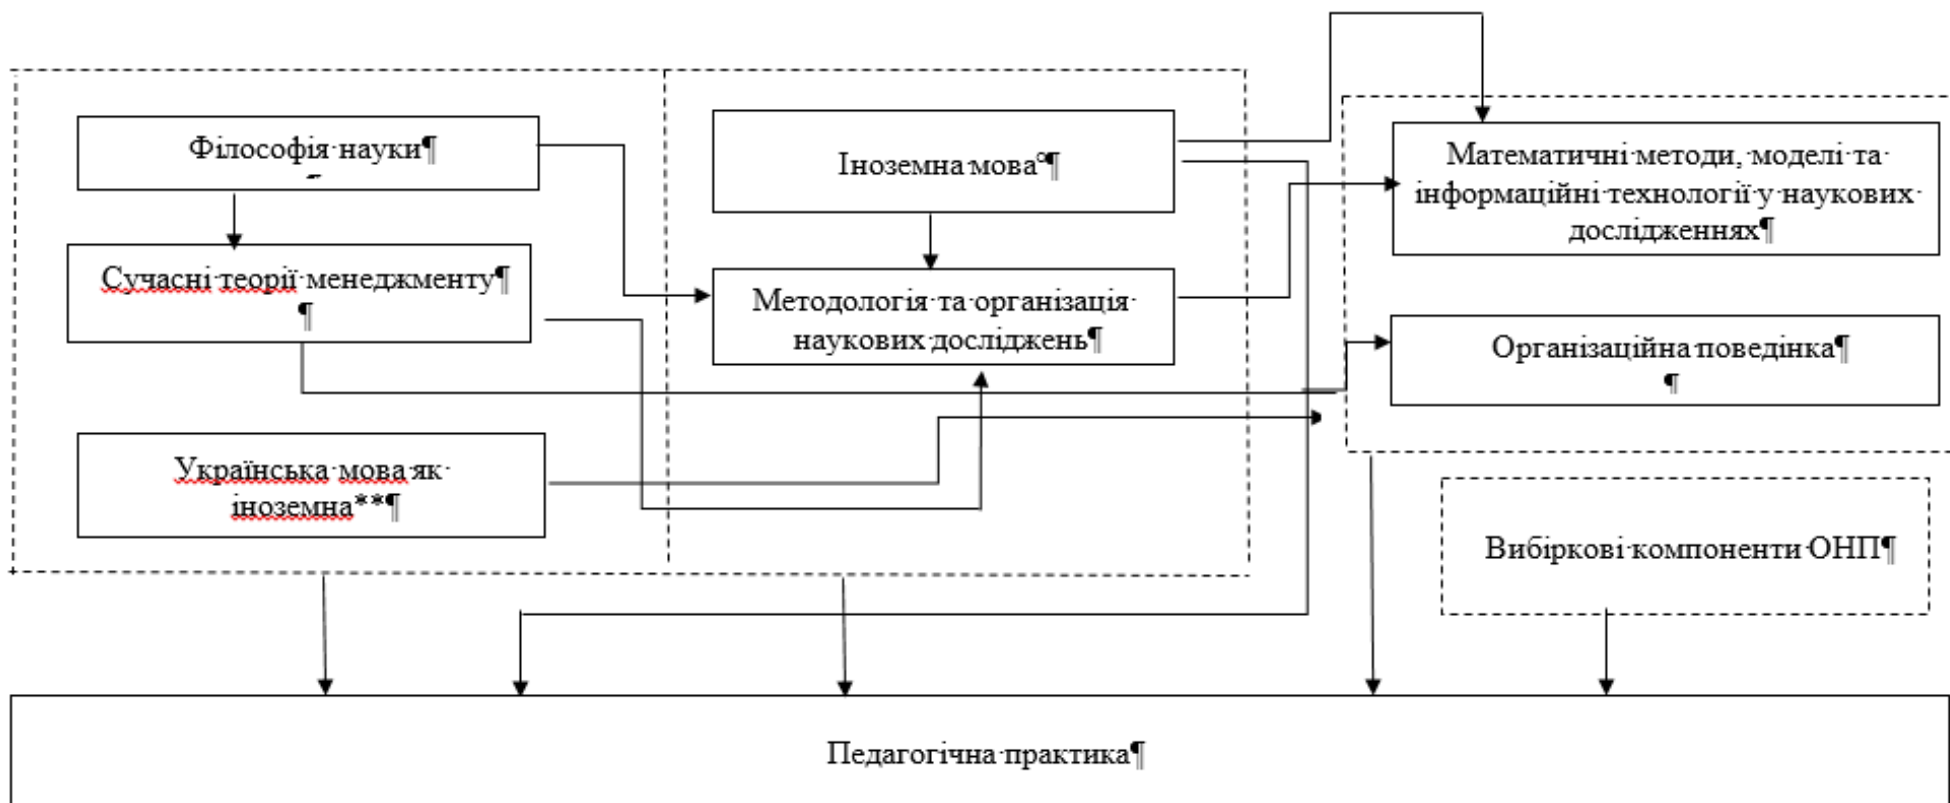 Філософія науки¶
¶
Іноземна мова¶
Математичні методи, моделі та
інформаційні технології у наукових
дослідженнях¶
Сучасні теорії менеджменту¶
¶
Методологія та організація
наукових досліджень¶
Організаційна поведінка¶
¶
Українська мова як
іноземна**¶
Вибіркові компоненти ОНП¶
Педагогічна практика¶